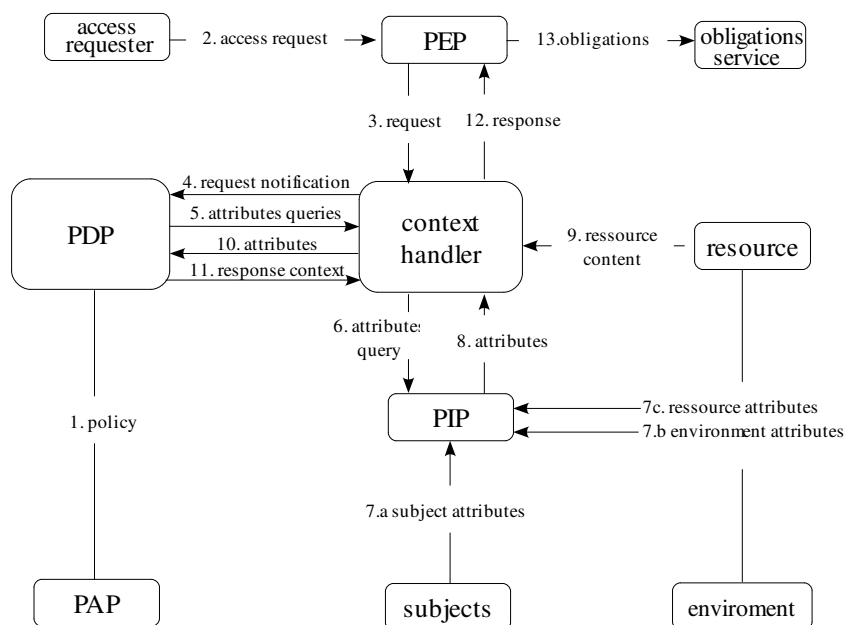 access
requester
2. access request
PEP
13.obligations
obligations
service
3. request
12. response
4. request notification
5. attributes queries
10. attributes
11. response context
PDP
context
handler
9. ressource
content
resource
6. attributes
query
8. attributes
1. policy
PIP
7c. ressource attributes
7.b environment attributes
7.a subject attributes
PAP
subjects
enviroment